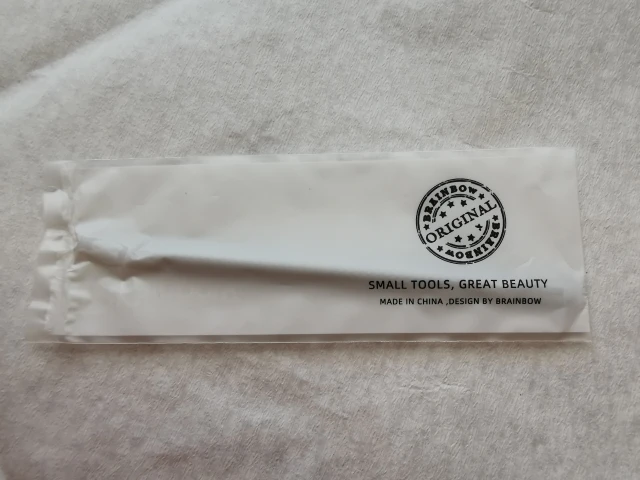 BRAINBOW
ORIGINAL
BRAINBOW
SMALL TOOLS, GREAT BEAUTY
MADE IN CHINA ,DESIGN BY BRAINBOW